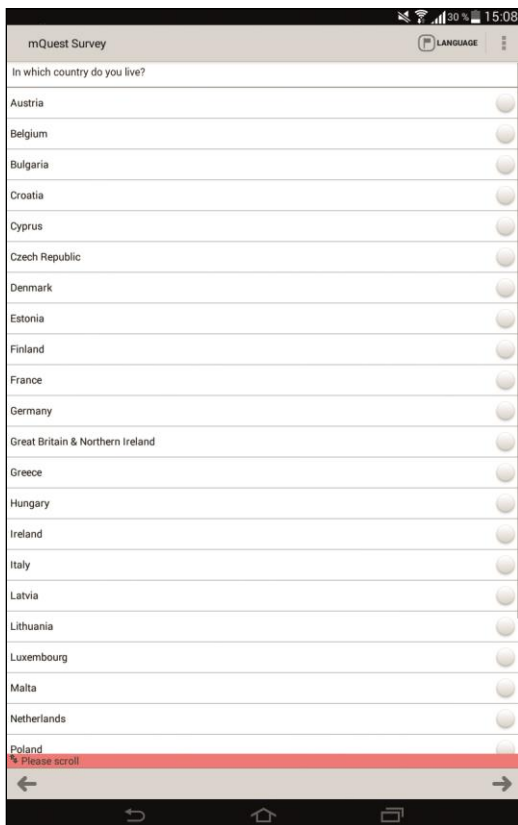 30 % 15:08
mQuest Survey LANGUAGE
In which country do you live?
Austria
Belgium
Bulgaria
Croatia
Cyprus
Czech Republic
Denmark
Estonia
Finland
France
Germany
Great Britain & Northern Ireland
Greece
Hungary
Ireland
Italy
Latvia
Lithuania
Luxembourg
Malta
Netherlands
Poland
Please scroll